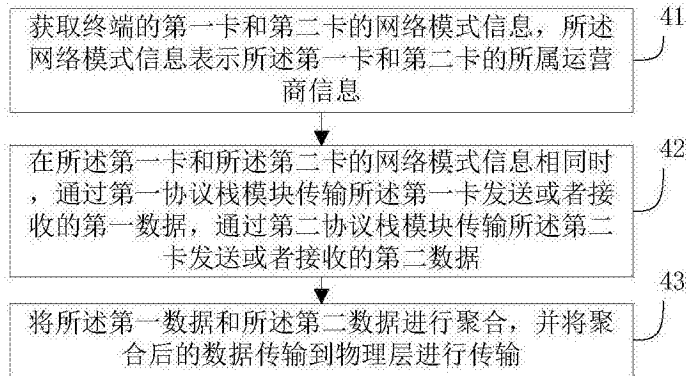 获取终端的第一卡和第二卡的网络模式信息，所述
网络模式信息表示所述第一卡和第二卡的所属运营
商信息
41
在所述第一卡和所述第二卡的网络模式信息相同时
，通过第一协议栈模块传输所述第一卡发送或者接
收的第一数据，通过第二协议栈模块传输所述第二
卡发送或者接收的第二数据
42
将所述第一数据和所述第二数据进行聚合，并将聚
合后的数据传输到物理层进行传输
43